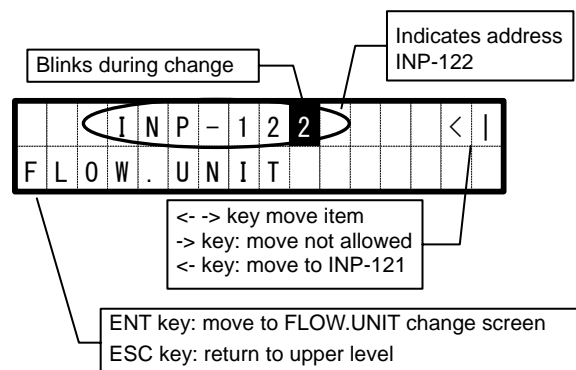 Indicates address
INP-122
Blinks during change
INP-122 <|
FLOW.UNIT
<- --> key move item
-> key: move not allowed
<- key: move to INP-121
ENT key: move to FLOW.UNIT change screen
ESC key: return to upper level